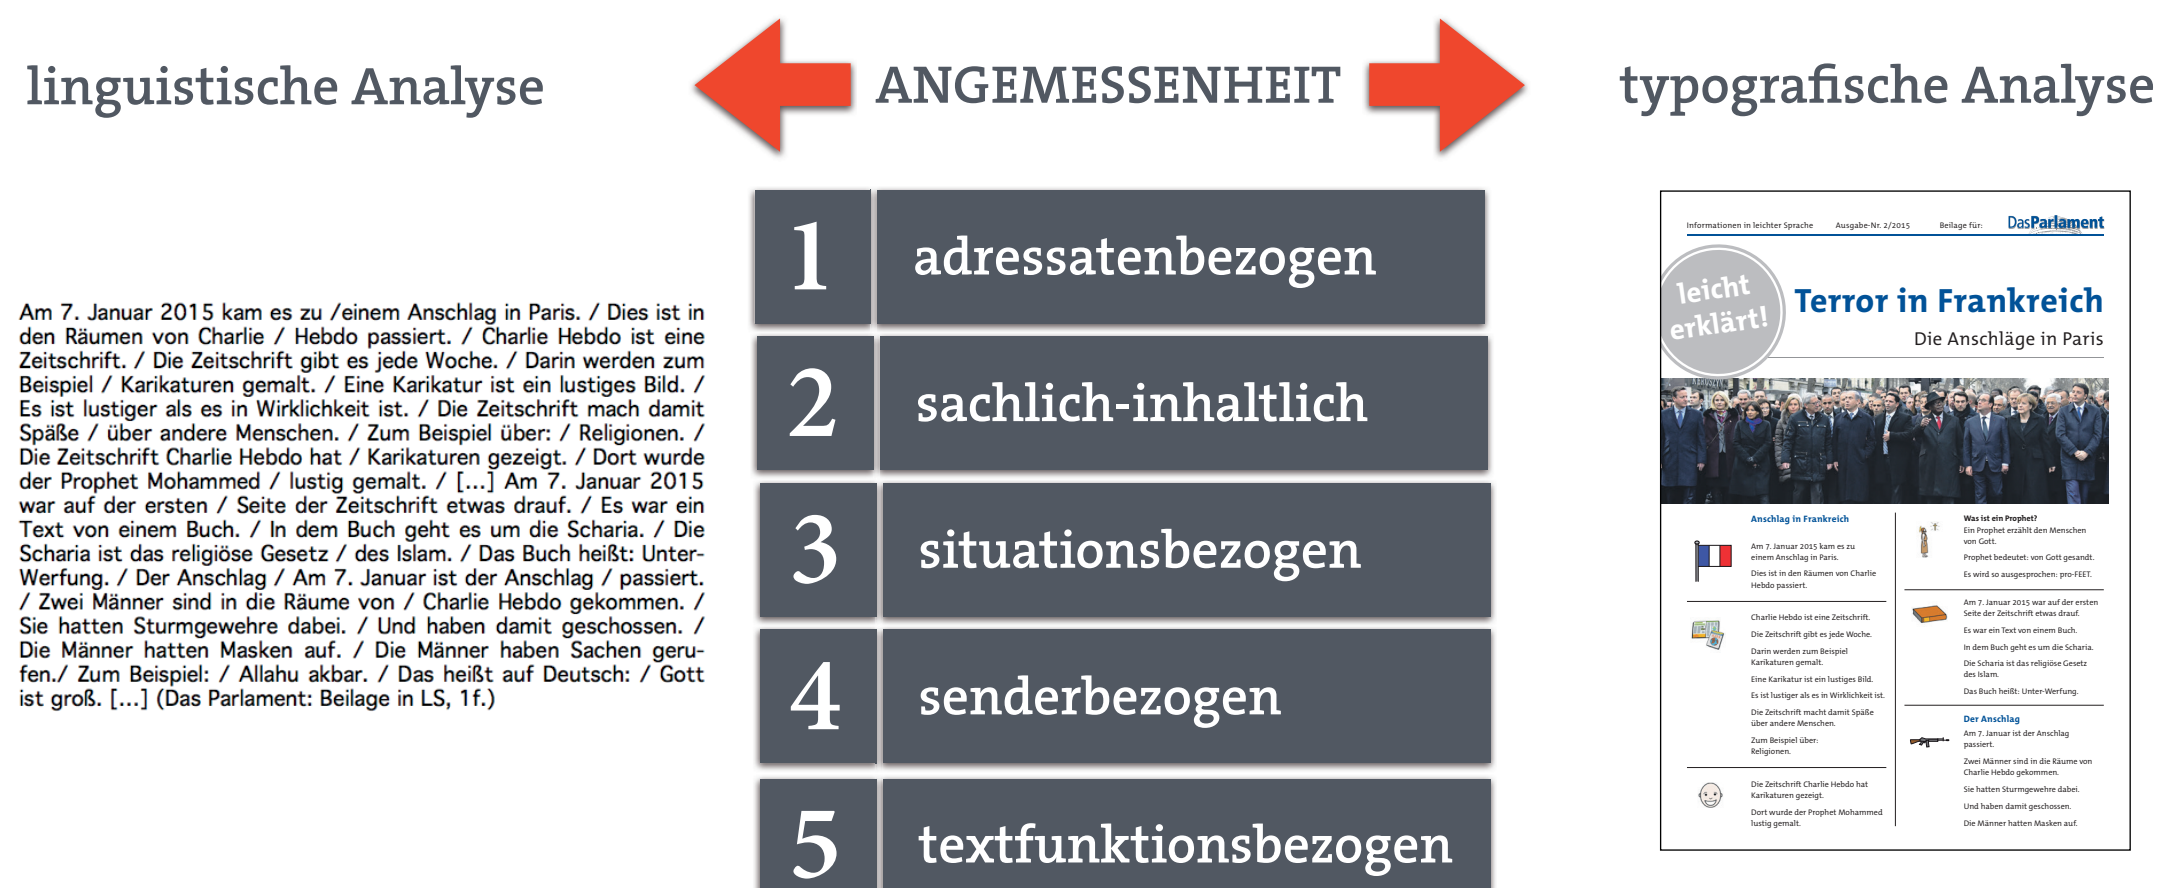 linguistische Analyse
ANGEMESSENHEIT
typografische Analyse
Am 7. Januar 2015 kam es zu /einem Anschlag in Paris. / Dies ist in
den Räumen von Charlie / Hebdo passiert. / Charlie Hebdo ist eine
Zeitschrift. / Die Zeitschrift gibt es jede Woche. / Darin werden zum
Beispiel / Karikaturen gemalt. / Eine Karikatur ist ein lustiges Bild. /
Es ist lustiger als es in Wirklichkeit ist. / Die Zeitschrift mach damit
Späße / über andere Menschen. / Zum Beispiel über: / Religionen. /
Die Zeitschrift Charlie Hebdo hat / Karikaturen gezeigt. / Dort wurde
der Prophet Mohammed / lustig gemalt. / [...] Am 7. Januar 2015
war auf der ersten / Seite der Zeitschrift etwas drauf. / Es war ein
Text von einem Buch. / In dem Buch geht es um die Scharia. / Die
Scharia ist das religiöse Gesetz / des Islam. / Das Buch heißt: Unter-
Werfung. / Der Anschlag / Am 7. Januar ist der Anschlag / passiert.
/ Zwei Männer sind in die Räume von / Charlie Hebdo gekommen. /
Sie hatten Sturmgewehre dabei. / Und haben damit geschossen. /
Die Männer hatten Masken auf. / Die Männer haben Sachen geru-
fen./ Zum Beispiel: / Allahu akbar. / Das heißt auf Deutsch: / Gott
ist groß. [...] (Das Parlament: Beilage in LS, 1f.)
1 adressatenbezogen
2 sachlich-inhaltlich
3 situationsbezogen
4 senderbezogen
5 textfunktionsbezogen
Informationen in leichter Sprache Ausgabe-Nr. 2/2015 Beilage für: DasParlament
leicht
erklärt!
Terror in Frankreich
Die Anschläge in Paris
Anschlag in Frankreich
Am 7. Januar 2015 kam es zu
einem Anschlag in Paris.
Dies ist in den Räumen von Charlie
Hebdo passiert.
Charlie Hebdo ist eine Zeitschrift.
Die Zeitschrift gibt es jede Woche.
Darin werden zum Beispiel
Karikaturen gemalt.
Eine Karikatur ist ein lustiges Bild.
Es ist lustiger als es in Wirklichkeit ist.
Die Zeitschrift macht damit Späße
über andere Menschen.
Zum Beispiel über:
Religionen.
Die Zeitschrift Charlie Hebdo hat
Karikaturen gezeigt.
Dort wurde der Prophet Mohammed
lustig gemalt.
Was ist ein Prophet?
Ein Prophet erzählt den Menschen
von Gott.
Prophet bedeutet: von Gott gesandt.
Es wird so ausgesprochen: pro-FEET.
Am 7. Januar 2015 war auf der ersten
Seite der Zeitschrift etwas drauf.
Es war ein Text von einem Buch.
In dem Buch geht es um die Scharia.
Die Scharia ist das religiöse Gesetz
des Islam.
Das Buch heißt: Unter-Werfung.
Der Anschlag
Am 7. Januar ist der Anschlag
passiert.
Zwei Männer sind in die Räume von
Charlie Hebdo gekommen.
Sie hatten Sturmgewehre dabei.
Und haben damit geschossen.
Die Männer hatten Masken auf.